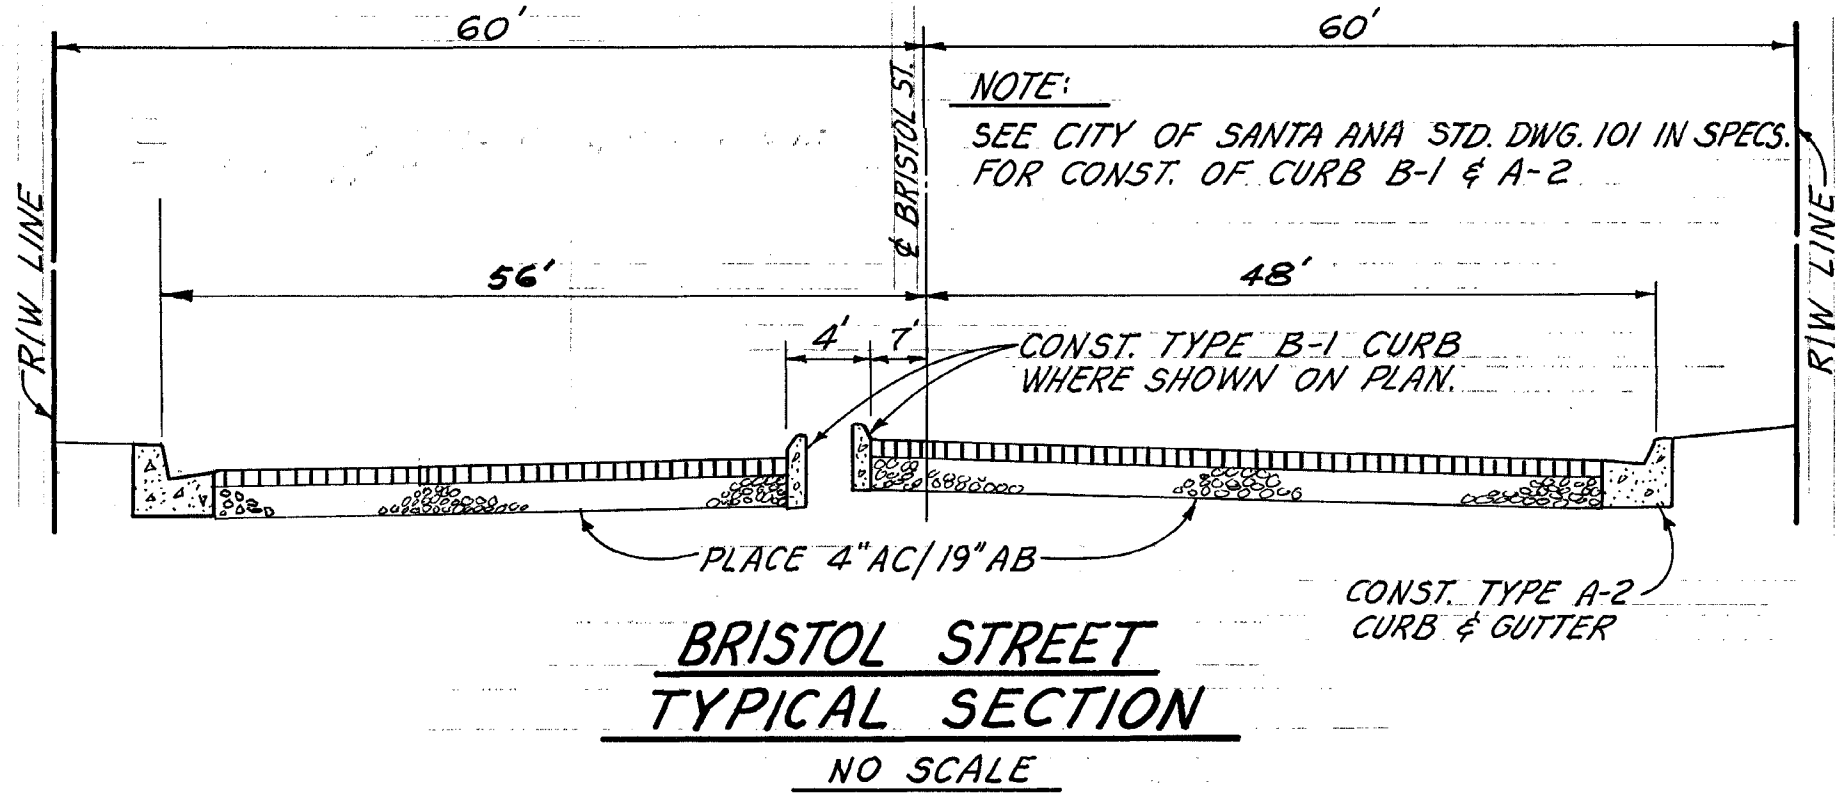 60'
60'
℄ BRISTOL ST.
NOTE:
SEE CITY OF SANTA ANA STD. DWG. 101 IN SPECS.
FOR CONST. OF CURB B-1 & A-2
R/W LINE
R/W LINE
56'
48'
4'
7'
CONST. TYPE B-1 CURB
WHERE SHOWN ON PLAN.
PLACE 4"AC/19"AB
CONST. TYPE A-2
CURB & GUTTER
BRISTOL STREET
TYPICAL SECTION
NO SCALE